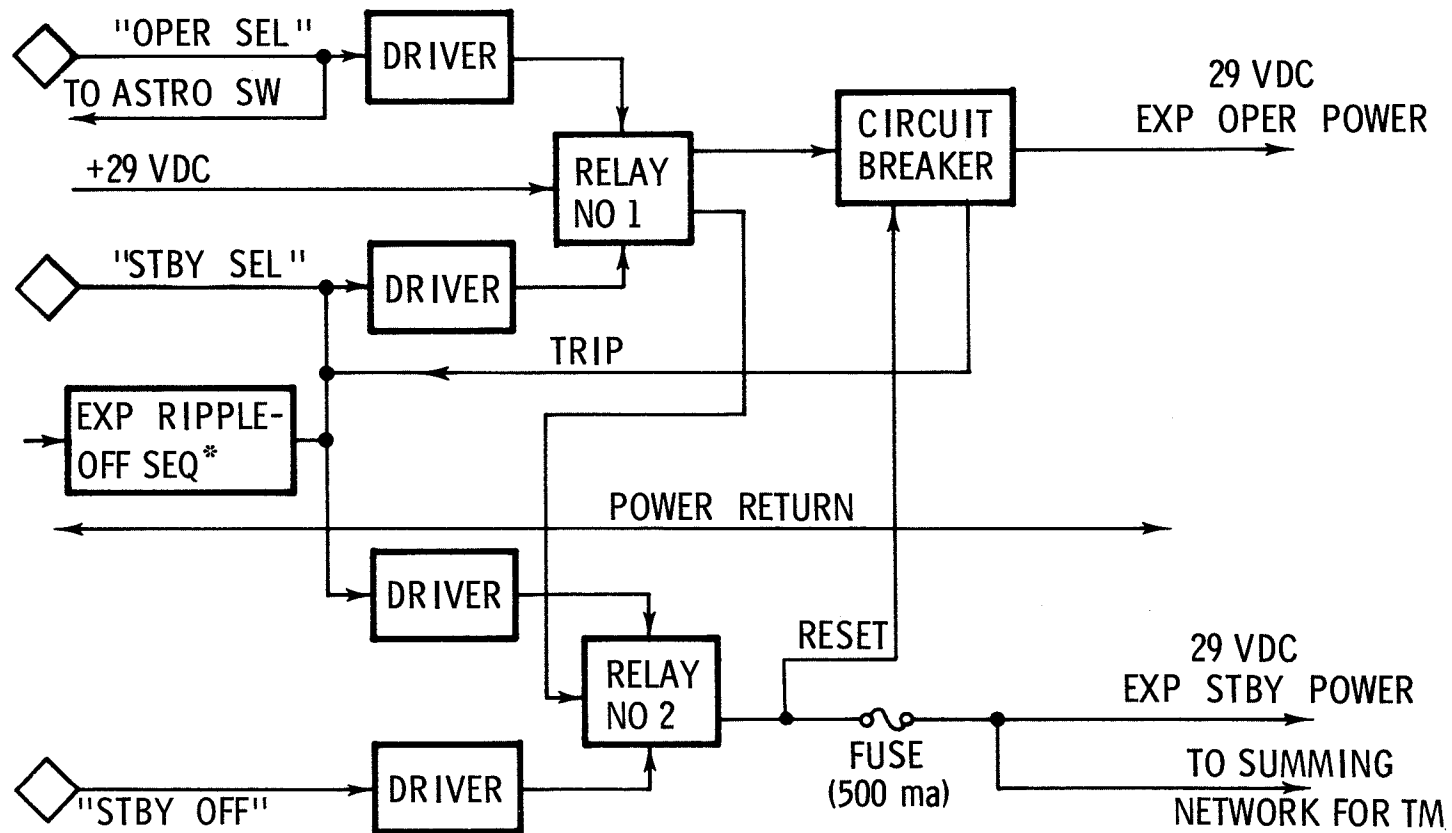 "OPER SEL"
DRIVER
TO ASTRO SW
29 VDC
EXP OPER POWER
CIRCUIT
BREAKER
+29 VDC
RELAY
NO 1
"STBY SEL"
DRIVER
TRIP
EXP RIPPLE-
OFF SEQ*
POWER RETURN
DRIVER
RESET
RELAY
NO 2
29 VDC
EXP STBY POWER
FUSE
(500 ma)
TO SUMMING
NETWORK FOR TM
DRIVER
"STBY OFF"